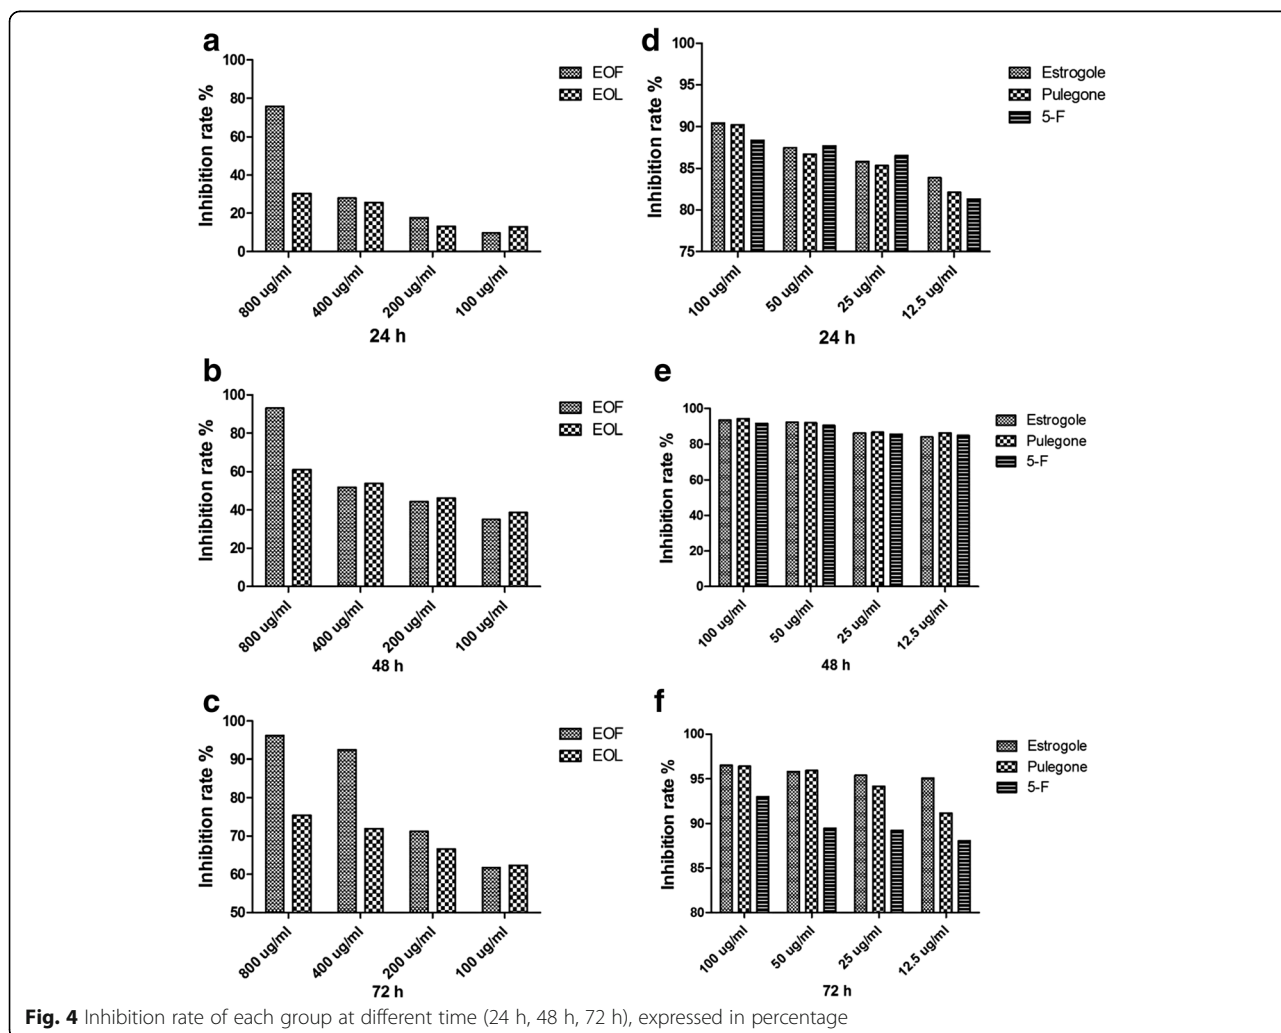 a
Inhibition rate %
100
80
60
40
20
0
EOF
EOL
800 ug/ml
400 ug/ml
200 ug/ml
100 ug/ml
24 h
d
Inhibition rate %
100
95
90
85
80
75
Estrogole
Pulegone
5-F
100 ug/ml
50 ug/ml
25 ug/ml
12.5 ug/ml
24 h
b
Inhibition rate %
100
80
60
40
20
0
EOF
EOL
800 ug/ml
400 ug/ml
200 ug/ml
100 ug/ml
48 h
e
Inhibition rate %
100
80
60
40
20
0
Estrogole
Pulegone
5-F
100 ug/ml
50 ug/ml
25 ug/ml
12.5 ug/ml
48 h
c
Inhibition rate %
100
90
80
70
60
50
EOF
EOL
800 ug/ml
400 ug/ml
200 ug/ml
100 ug/ml
72 h
f
Inhibition rate %
100
95
90
85
80
Estrogole
Pulegone
5-F
100 ug/ml
50 ug/ml
25 ug/ml
12.5 ug/ml
72 h
Fig. 4 Inhibition rate of each group at different time (24 h, 48 h, 72 h), expressed in percentage